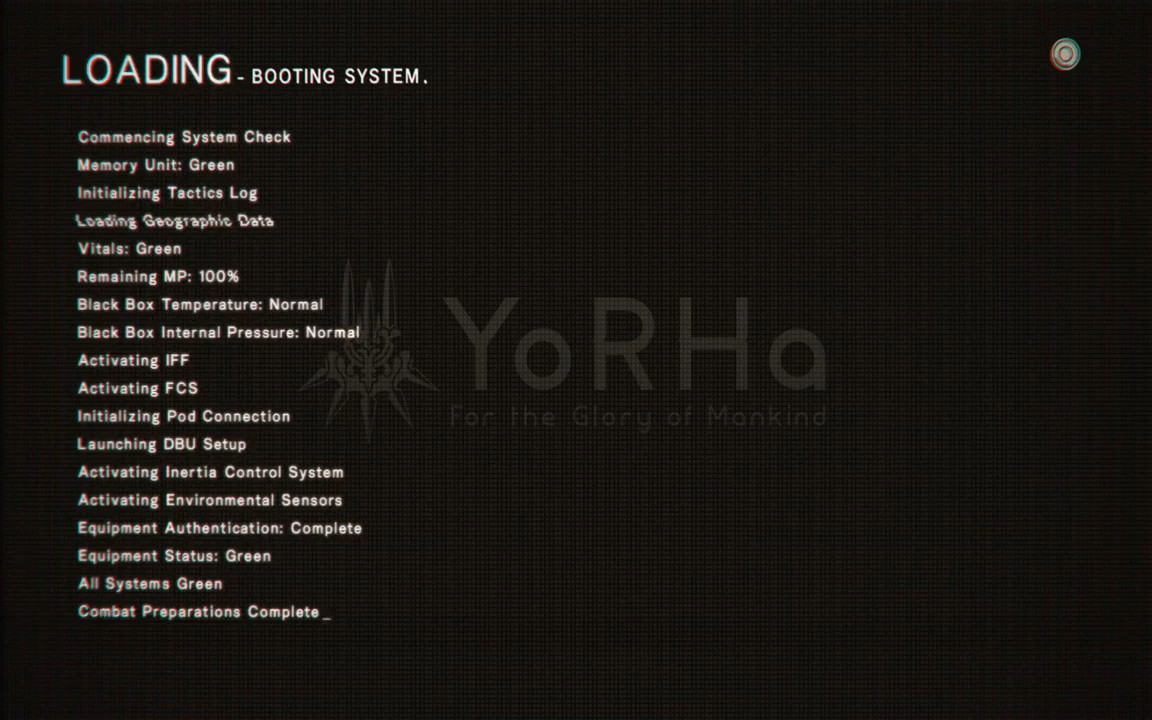 LOADING - BOOTING SYSTEM.
Commencing System Check
Memory Unit: Green
Initializing Tactics Log
Loading Geographic Data
Vitals: Green
Remaining MP: 100%
Black Box Temperature: Normal
Black Box Internal Pressure: Normal
Activating IFF
Activating FCS
Initializing Pod Connection
Launching DBU Setup
Activating Inertia Control System
Activating Environmental Sensors
Equipment Authentication: Complete
Equipment Status: Green
All Systems Green
Combat Preparations Complete_
YoRHa
For the Glory of Mankind